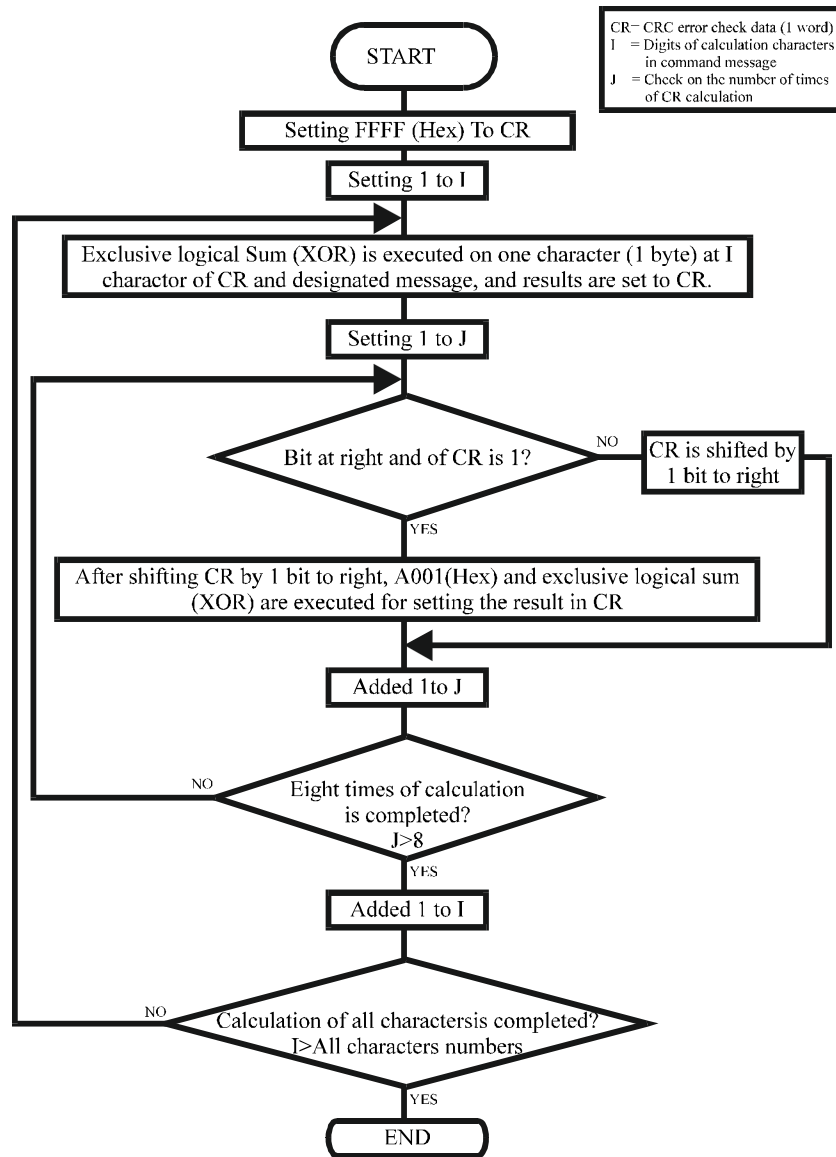 CR= CRC error check data (1 word)
I = Digits of calculation characters
in command message
J = Check on the number of times
of CR calculation
START
Setting FFFF (Hex) To CR
Setting 1 to I
Exclusive logical Sum (XOR) is executed on one character (1 byte) at I
charactor of CR and designated message, and results are set to CR.
Setting 1 to J
Bit at right and of CR is 1?
NO
CR is shifted by
1 bit to right
YES
After shifting CR by 1 bit to right, A001(Hex) and exclusive logical sum
(XOR) are executed for setting the result in CR
Added 1to J
NO
Eight times of calculation
is completed?
J>8
YES
Added 1 to I
NO
Calculation of all charactersis completed?
I>All characters numbers
YES
END